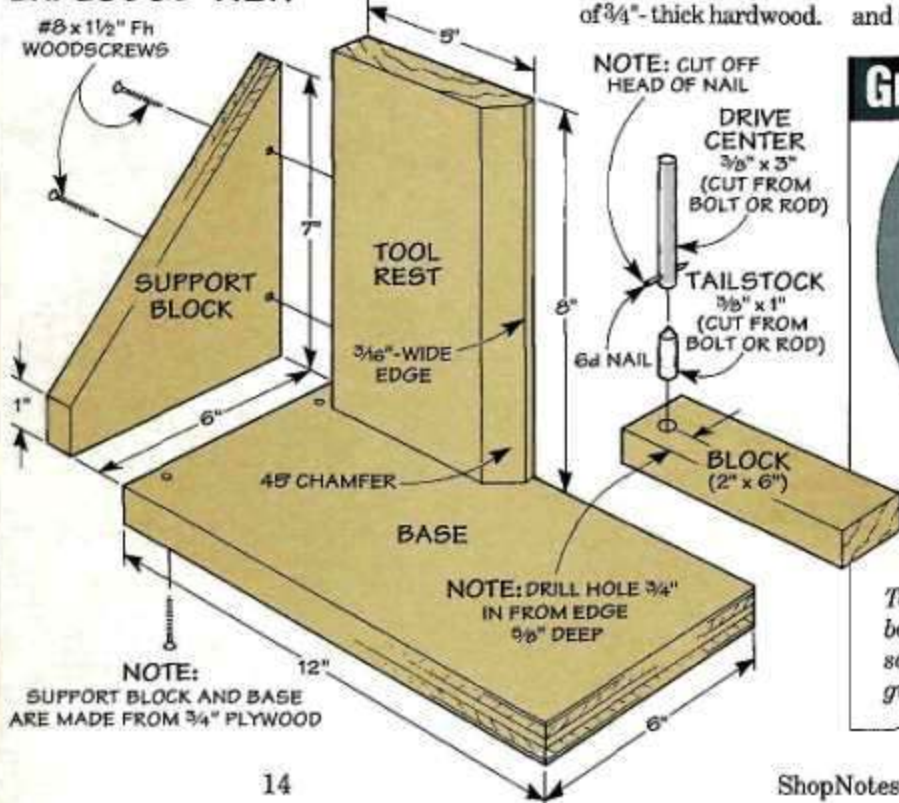 of 3/4"- thick hardwood.
and
#8 x 1 1/2" Fh
WOODSCREWS
5"
NOTE: CUT OFF
HEAD OF NAIL
DRIVE
CENTER
3/8" x 3"
(CUT FROM
BOLT OR ROD)
7"
TOOL
REST
SUPPORT
BLOCK
8"
TAILSTOCK
3/8" x 1"
(CUT FROM
BOLT OR ROD)
3/16"-WIDE
EDGE
6d NAIL
1"
6"
45° CHAMFER
BLOCK
(2" x 6")
BASE
NOTE: DRILL HOLE 3/4"
IN FROM EDGE
5/8" DEEP
12"
6"
NOTE:
SUPPORT BLOCK AND BASE
ARE MADE FROM 3/4" PLYWOOD
14
ShopNotes